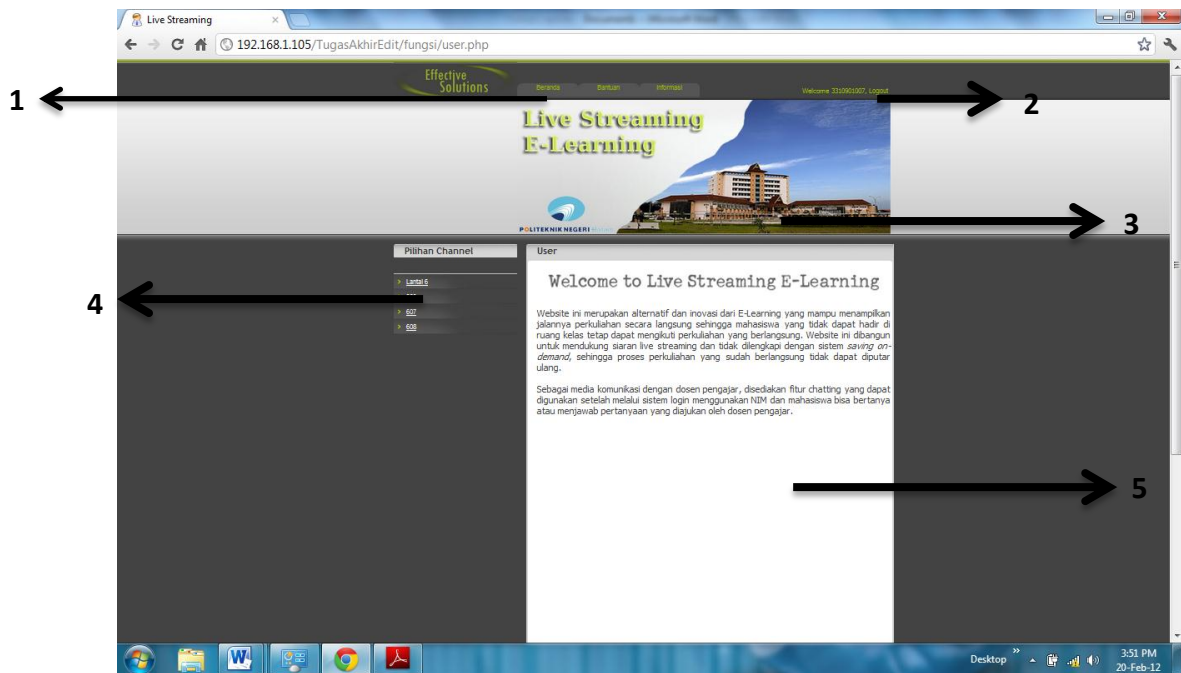 Live Streaming
192.168.1.105/TugasAkhirEdit/fungsi/user.php
Effective
Solutions
Beranda Bantuan Informasi
Welcome 3310901007, Logout
1
2
Live Streaming
E-Learning
POLITEKNIK NEGERI
3
Pilihan Channel
User
Lantai 6
607
608
4
Welcome to Live Streaming E-Learning
Website ini merupakan alternatif dan inovasi dari E-Learning yang mampu menampilkan
jalannya perkuliahan secara langsung sehingga mahasiswa yang tidak dapat hadir di
ruang kelas tetap dapat mengikuti perkuliahan yang berlangsung. Website ini dibangun
untuk mendukung siaran live streaming dan tidak dilengkapi dengan sistem saving on-
demand, sehingga proses perkuliahan yang sudah berlangsung tidak dapat diputar
ulang.
Sebagai media komunikasi dengan dosen pengajar, disediakan fitur chatting yang dapat
digunakan setelah melalui sistem login menggunakan NIM dan mahasiswa bisa bertanya
atau menjawab pertanyaan yang diajukan oleh dosen pengajar.
5
Desktop
3:51 PM
20-Feb-12